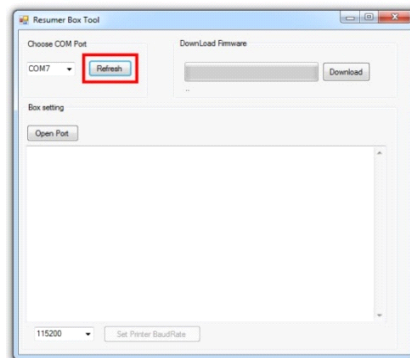 Resumer Box Tool
Choose COM Port
DownLoad Firmware
COM7
Refresh
Download
..
Box setting
Open Port
115200
Set Printer BaudRate